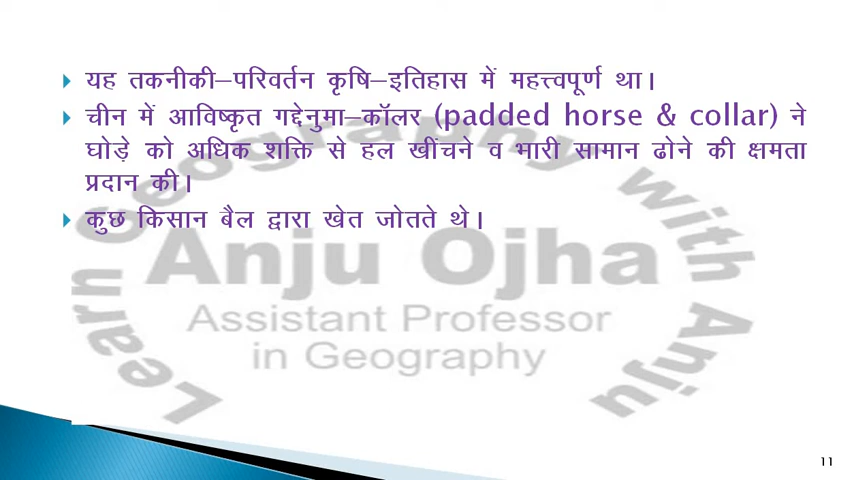 यह तकनीकी–परिवर्तन कृषि–इतिहास में महत्त्वपूर्ण था।
चीन में आविष्कृत गद्देनुमा–कॉलर (padded horse & collar) ने
घोड़े को अधिक शक्ति से हल खींचने व भारी सामान ढोने की क्षमता
प्रदान की।
कुछ किसान बैल द्वारा खेत जोतते थे।
Learn Geography with Anju
Anju Ojha
Assistant Professor
in Geography
11